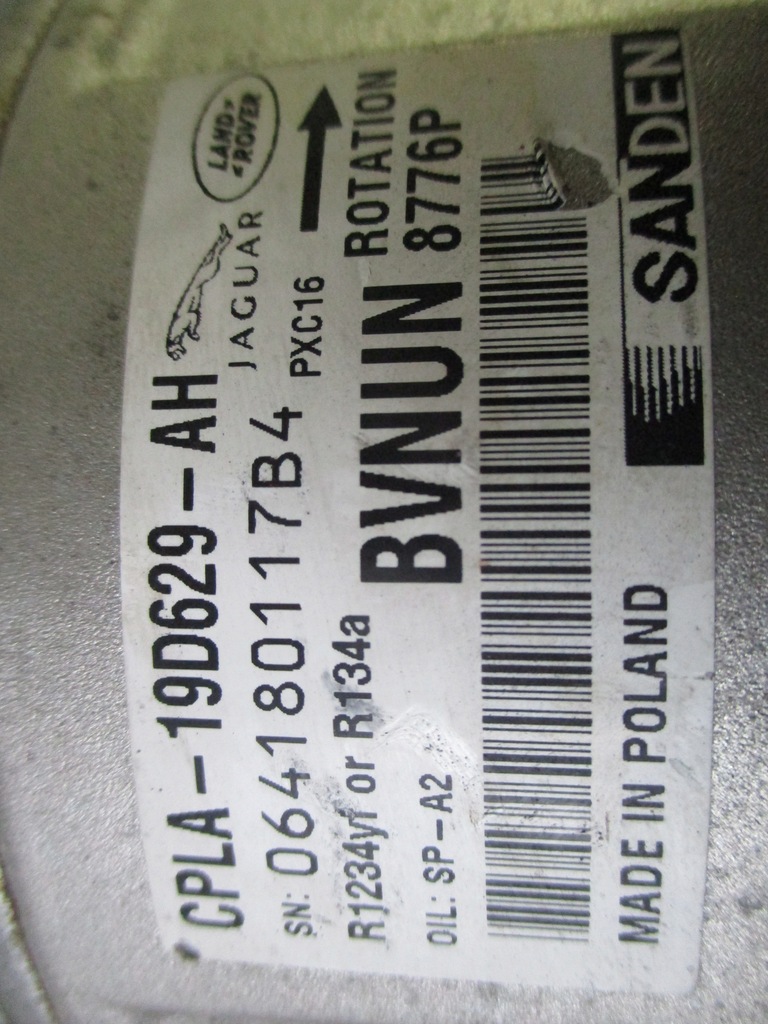 CPLA-19D629-AH
JAGUAR
LAND ROVER
SN: 064180117B4
PXC16
R1234yf or R134a
ROTATION
BVNUN 8776P
OIL: SP-A2
MADE IN POLAND
SANDEN